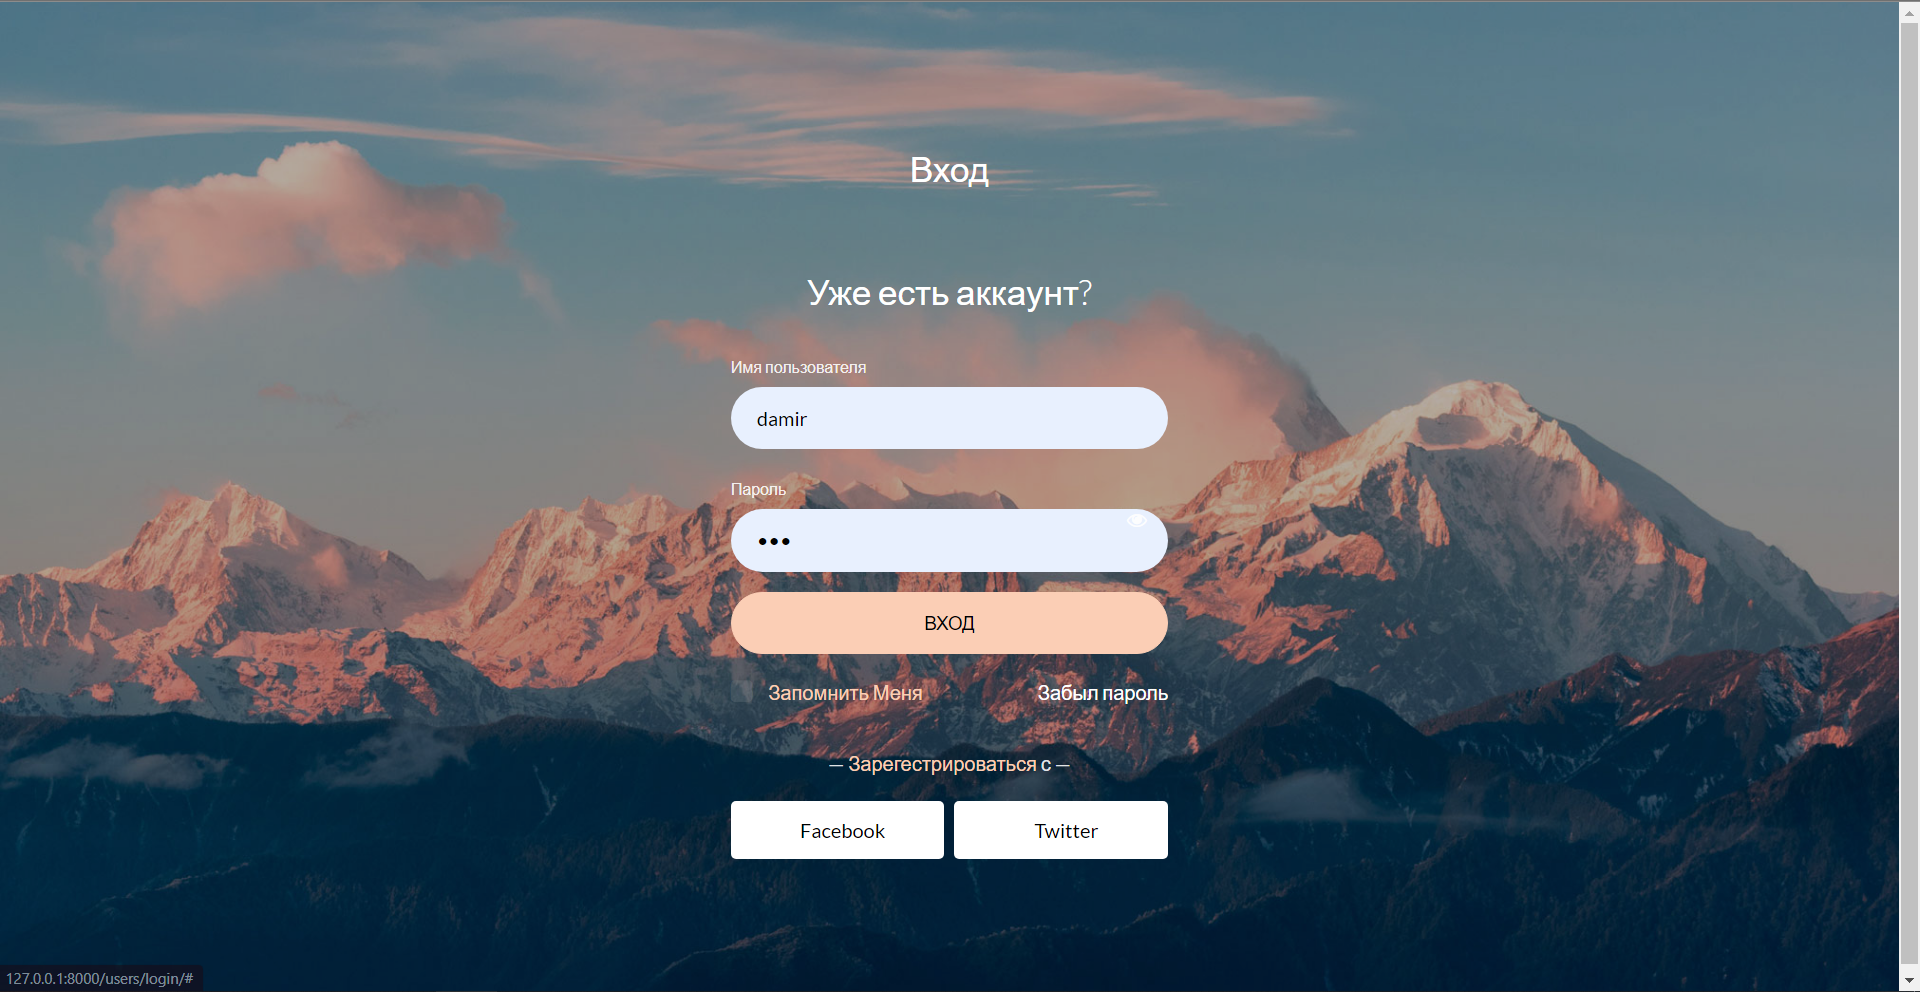 Вход
Уже есть аккаунт?
Имя пользователя
damir
Пароль
•••
ВХОД
Запомнить Меня
Забыл пароль
— Зарегестрироваться с —
Facebook
Twitter
127.0.0.1:8000/users/login/#